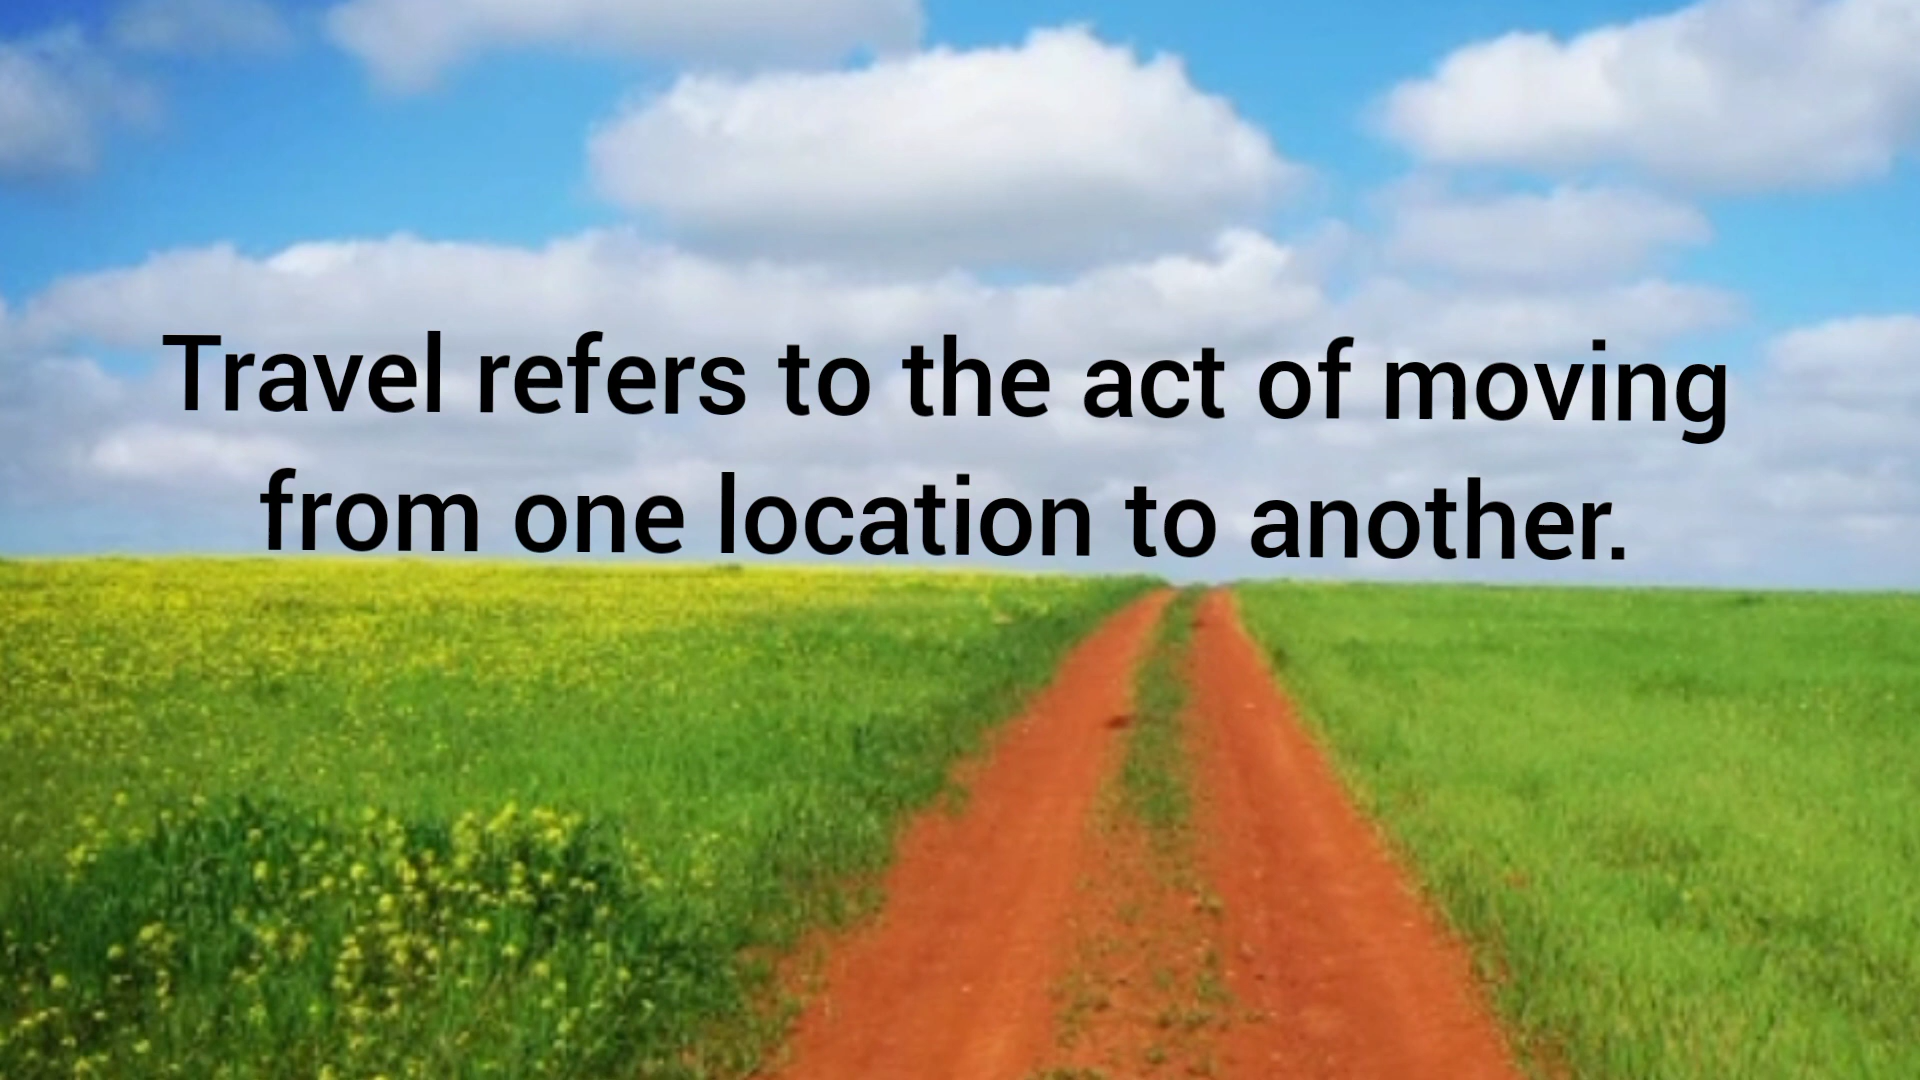 Travel refers to the act of moving
from one location to another.